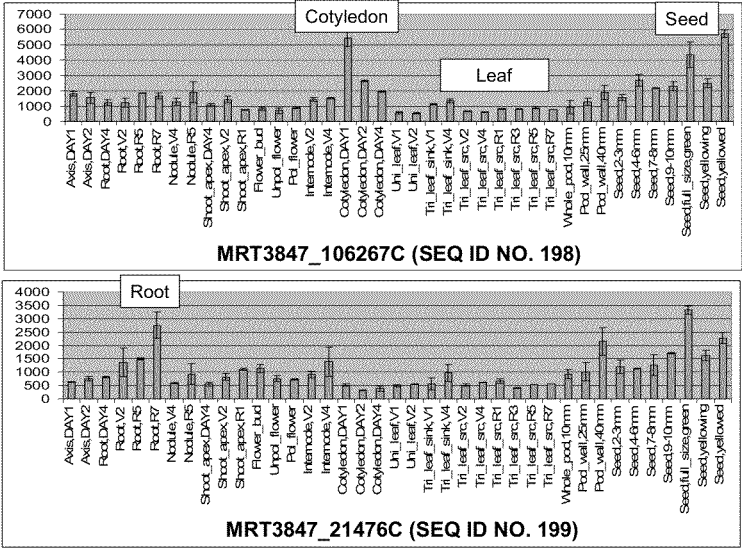 Cotyledon
Seed
Leaf
7000
6000
5000
4000
3000
2000
1000
0
Axis,DAY1
Axis,DAY2
Root,DAY4
Root,V2
Root,R5
Root,R7
Nodule,V4
Nodule,R5
Shoot_apex,DAY4
Shoot_apex,V2
Shoot_apex,R1
Flower_bud
Unpol_flower
Pol_flower
Internode,V2
Internode,V4
Cotyledon,DAY1
Cotyledon,DAY2
Cotyledon,DAY4
Uni_leaf,V1
Uni_leaf,V2
Tri_leaf_sink,V1
Tri_leaf_sink,V4
Tri_leaf_src,V2
Tri_leaf_src,V4
Tri_leaf_src,R1
Tri_leaf_src,R3
Tri_leaf_src,R5
Tri_leaf_src,R7
Whole_pod,10mm
Pod_wall,25mm
Pod_wall,40mm
Seed,2-3mm
Seed,4-6mm
Seed,7-8mm
Seed,9-10mm
Seed,full_size,green
Seed,yellowing
Seed,yellowed
MRT3847_106267C (SEQ ID NO. 198)
Root
4000
3500
3000
2500
2000
1500
1000
500
0
Axis,DAY1
Axis,DAY2
Root,DAY4
Root,V2
Root,R5
Root,R7
Nodule,V4
Nodule,R5
Shoot_apex,DAY4
Shoot_apex,V2
Shoot_apex,R1
Flower_bud
Unpol_flower
Pol_flower
Internode,V2
Internode,V4
Cotyledon,DAY1
Cotyledon,DAY2
Cotyledon,DAY4
Uni_leaf,V1
Uni_leaf,V2
Tri_leaf_sink,V1
Tri_leaf_sink,V4
Tri_leaf_src,V2
Tri_leaf_src,V4
Tri_leaf_src,R1
Tri_leaf_src,R3
Tri_leaf_src,R5
Tri_leaf_src,R7
Whole_pod,10mm
Pod_wall,25mm
Pod_wall,40mm
Seed,2-3mm
Seed,4-6mm
Seed,7-8mm
Seed,9-10mm
Seed,full_size,green
Seed,yellowing
Seed,yellowed
MRT3847_21476C (SEQ ID NO. 199)